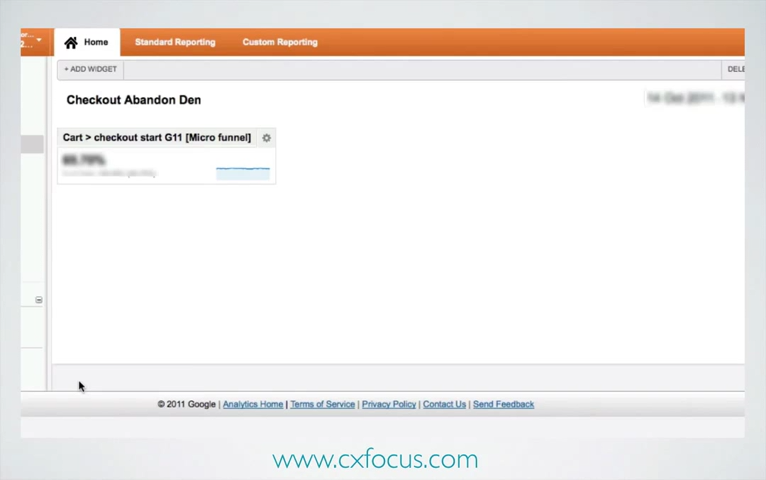 Home
Standard Reporting
Custom Reporting
+ ADD WIDGET
Checkout Abandon Den
Cart > checkout start G11 [Micro funnel]
© 2011 Google | Analytics Home | Terms of Service | Privacy Policy | Contact Us | Send Feedback
www.cxfocus.com